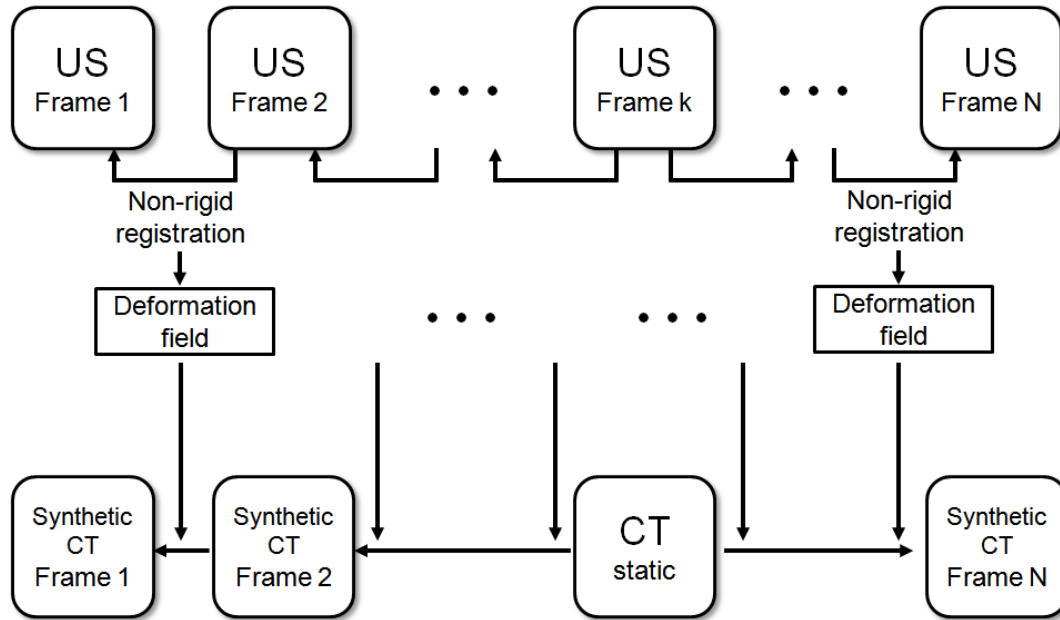 US
Frame 1
US
Frame 2
• • •
US
Frame k
• • •
US
Frame N
Non-rigid
registration
Non-rigid
registration
Deformation
field
• • •
• • •
Deformation
field
Synthetic
CT
Frame 1
Synthetic
CT
Frame 2
CT
static
Synthetic
CT
Frame N